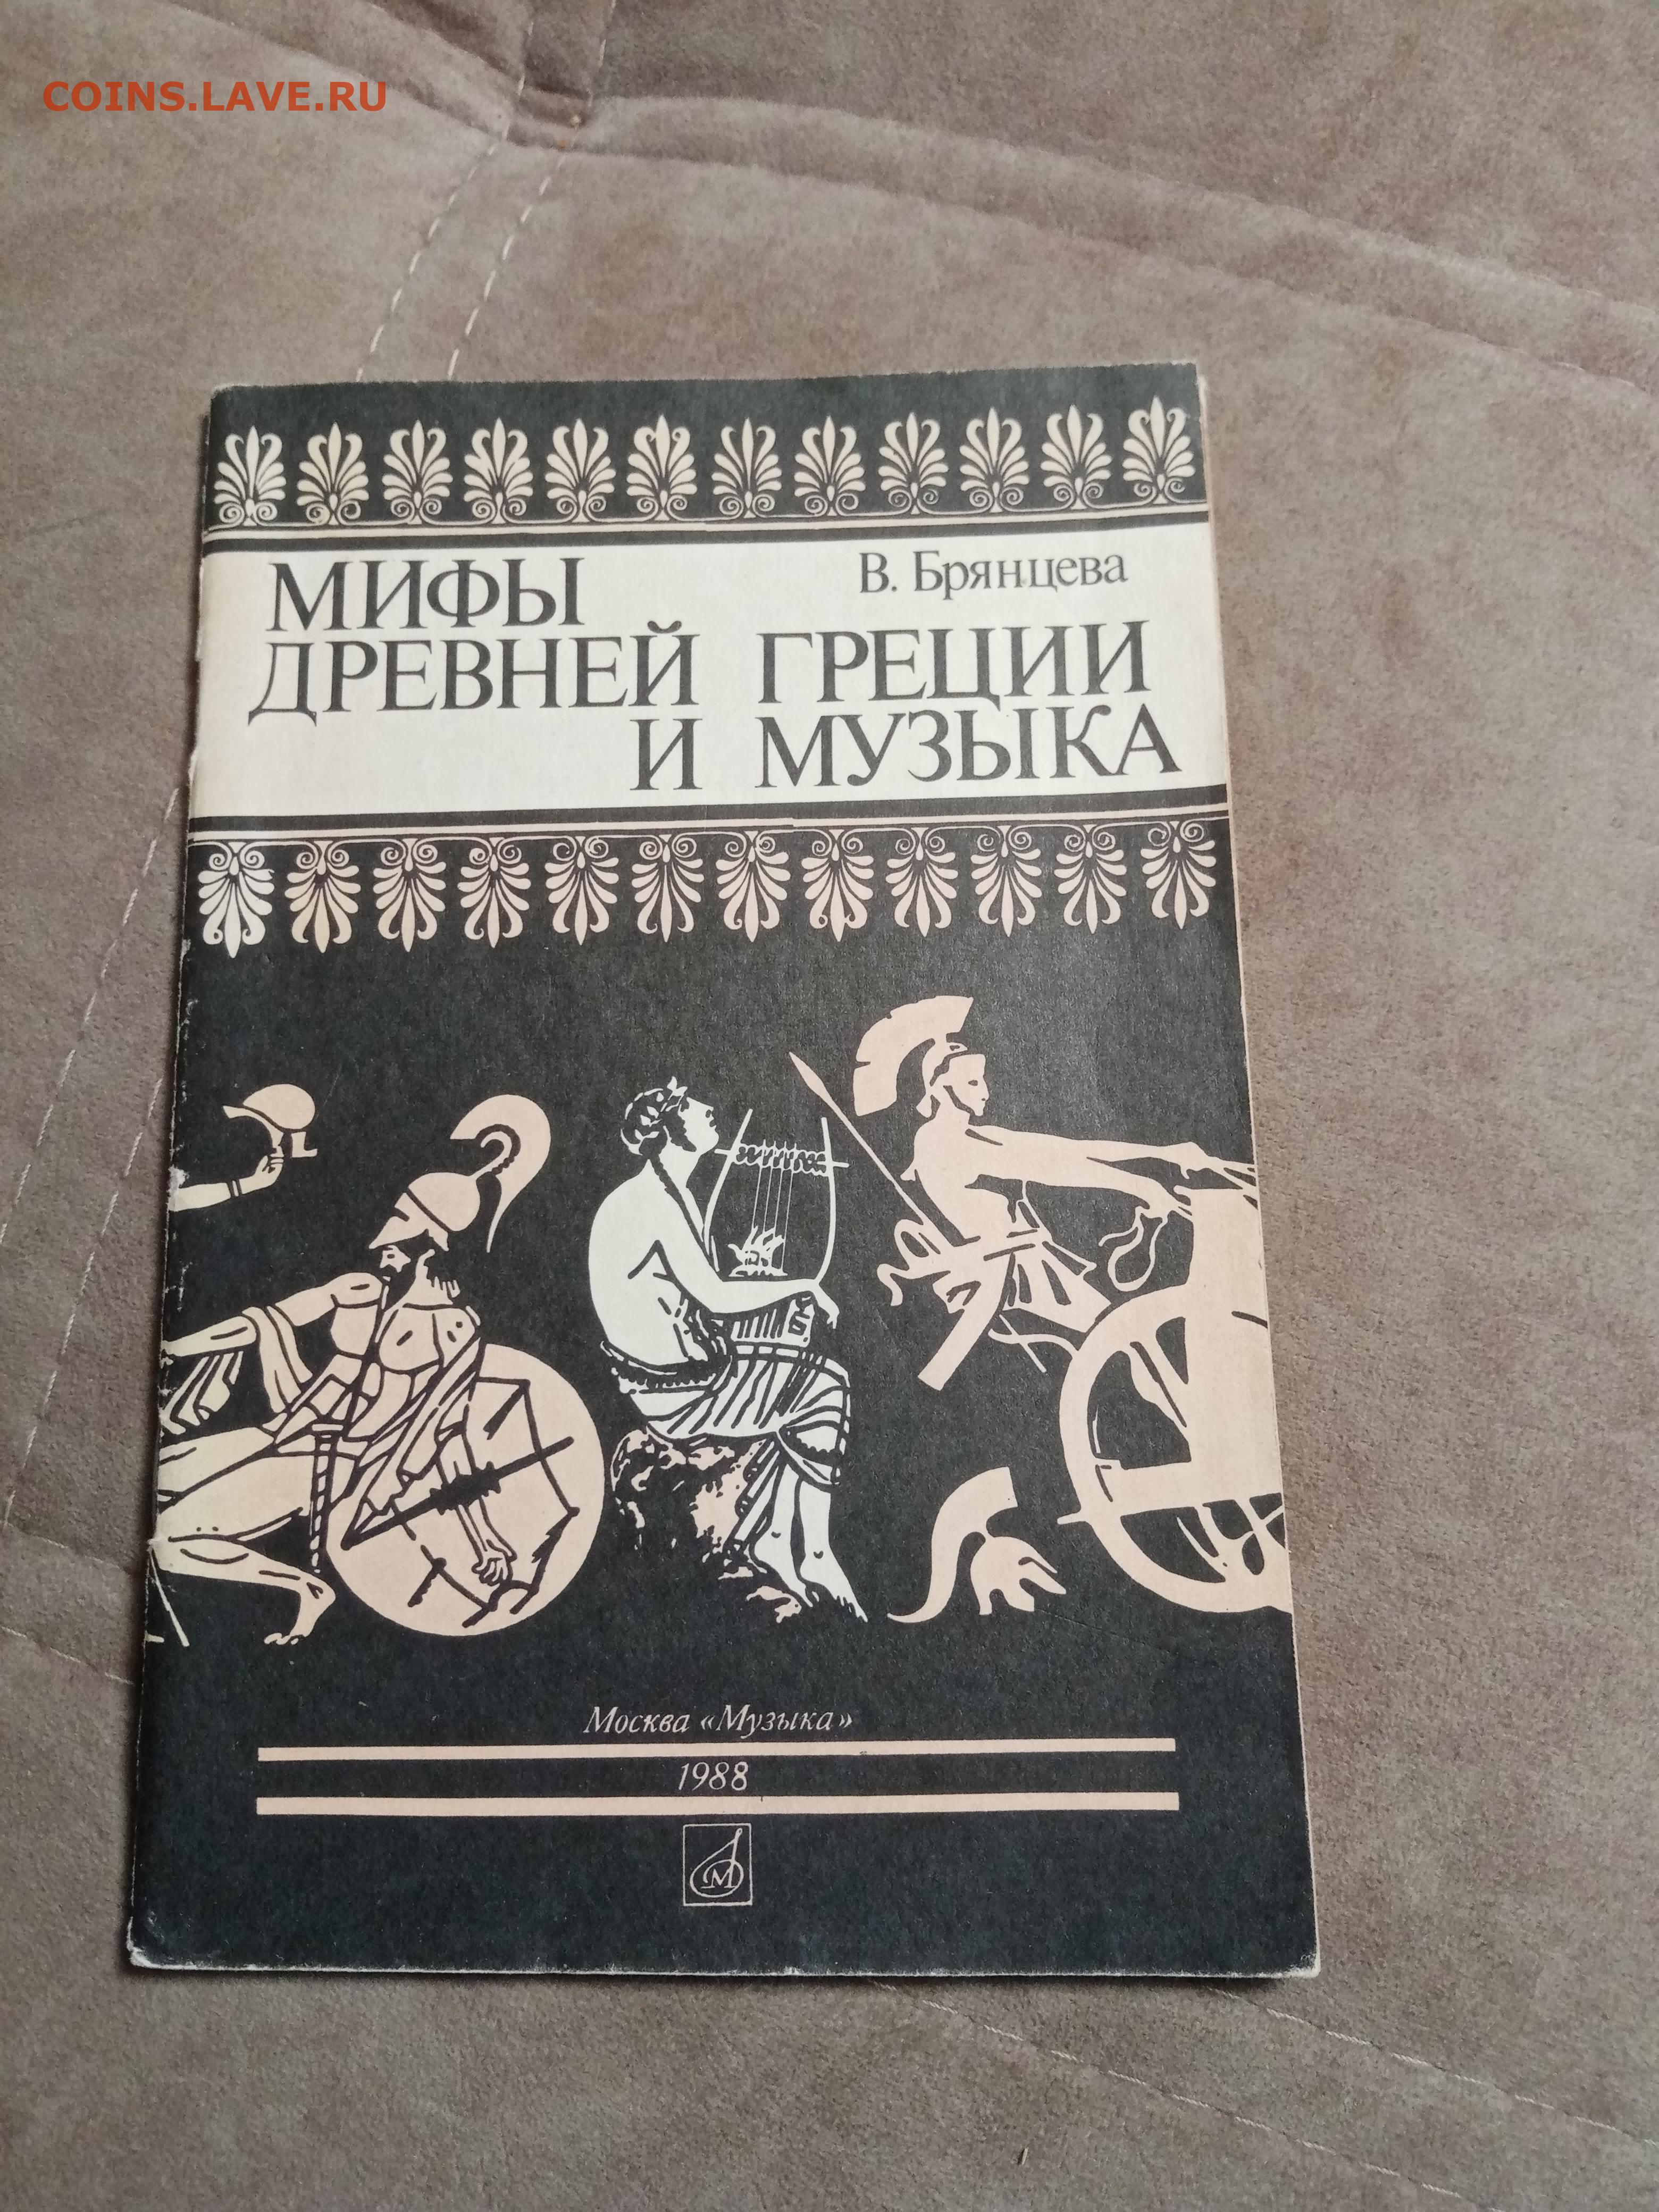 COINS.LAVE.RU
В. Брянцева
МИФЫ
ДРЕВНЕЙ ГРЕЦИИ
И МУЗЫКА
Москва «Музыка»
1988
М